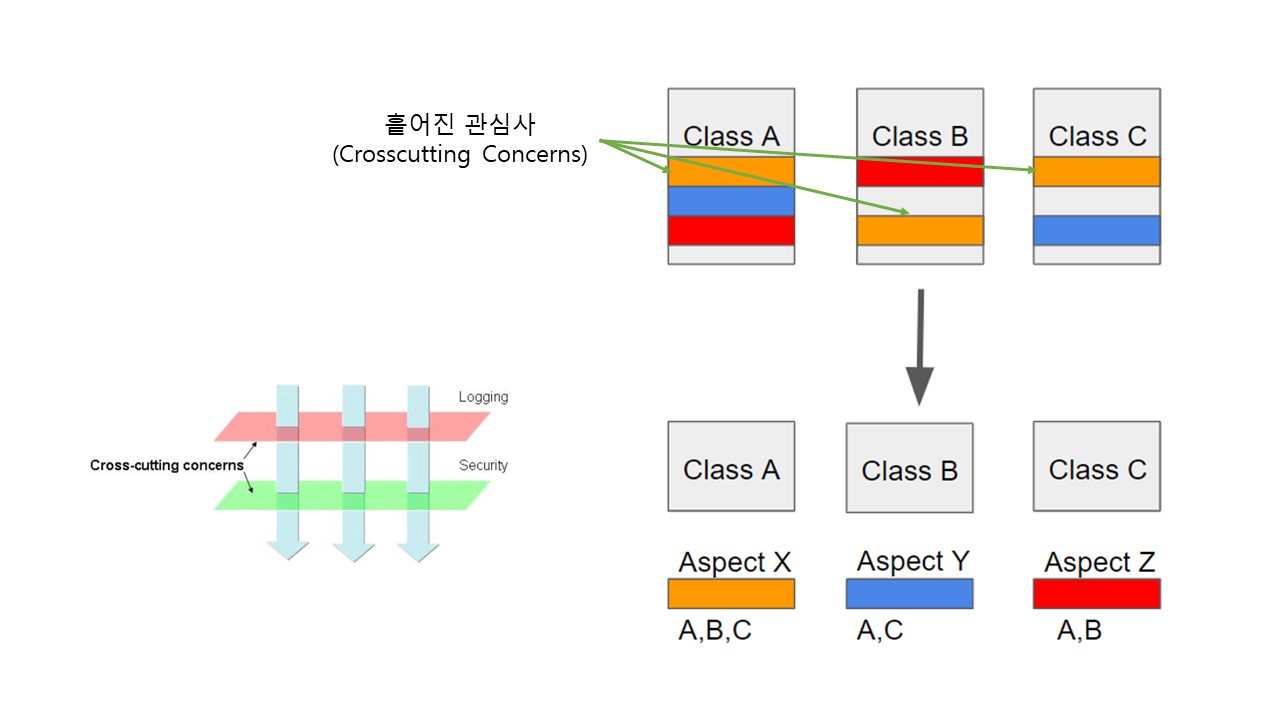 흩어진 관심사
(Crosscutting Concerns)
Class A
Class B
Class C
Logging
Cross-cutting concerns
Security
Class A
Class B
Class C
Aspect X
Aspect Y
Aspect Z
A,B,C
A,C
A,B